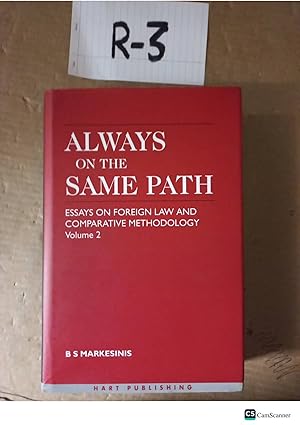 R-3
ALWAYS
ON THE
SAME PATH
ESSAYS ON FOREIGN LAW AND
COMPARATIVE METHODOLOGY
Volume 2
B S MARKESINIS
HART PUBLISHING
CS CamScanner